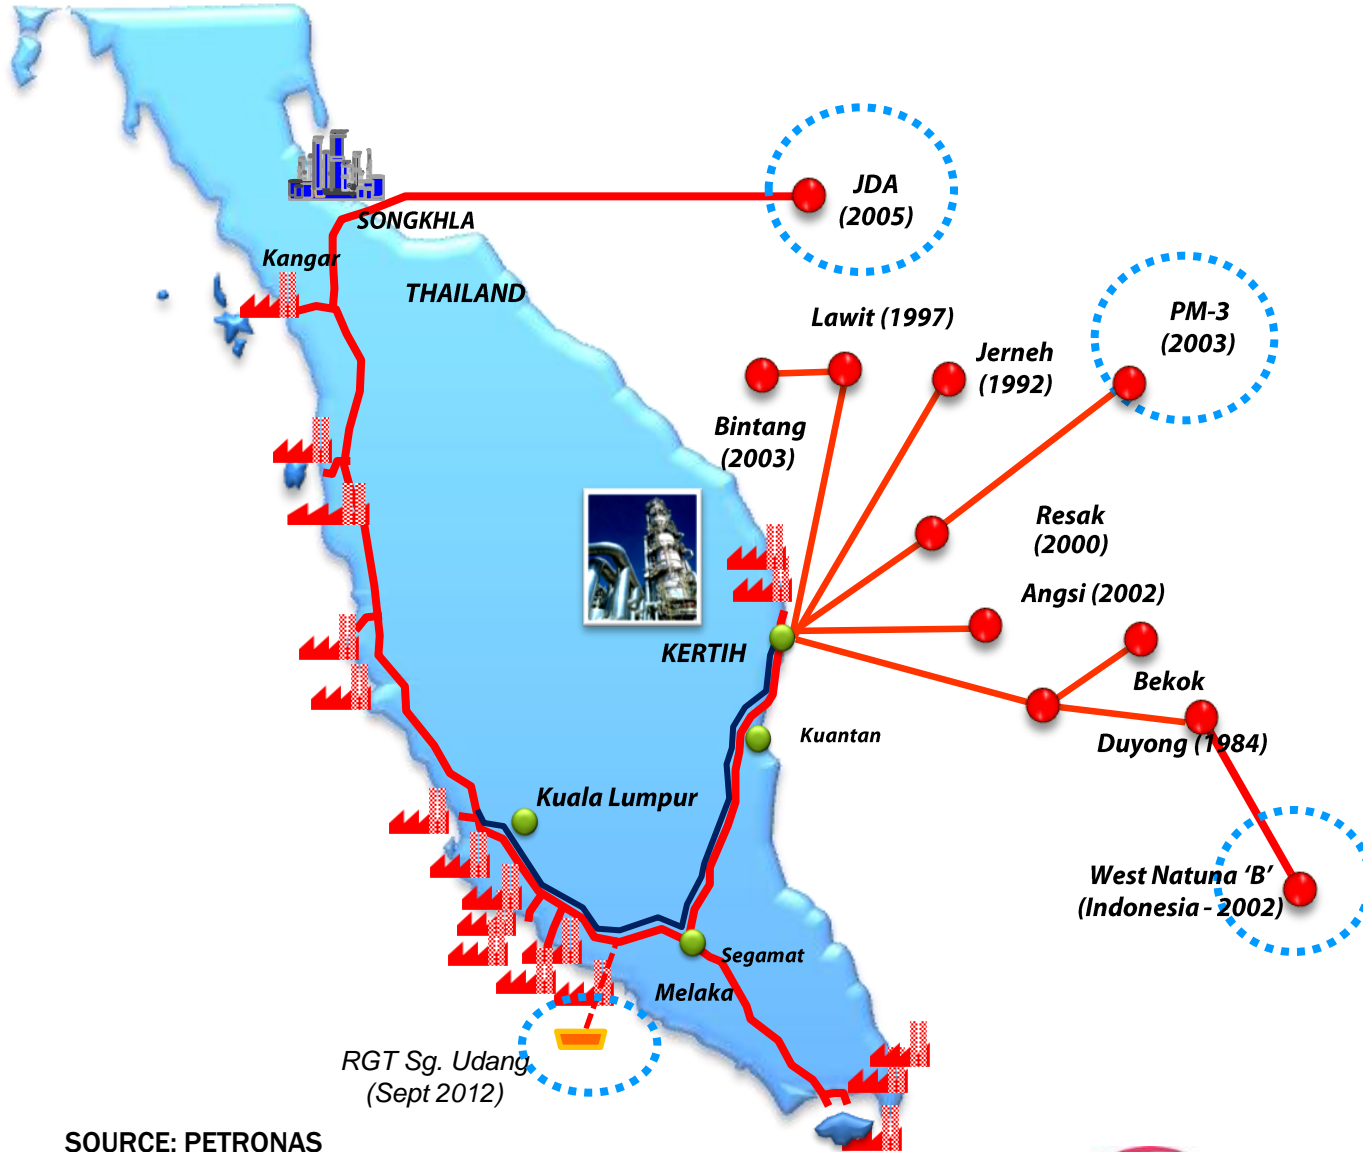 JDA
(2005)
SONGKHLA
Kangar
THAILAND
Lawit (1997)
PM-3
(2003)
Jerneh
(1992)
Bintang
(2003)
Resak
(2000)
Angsi (2002)
KERTIH
Bekok
Kuantan
Duyong (1984)
Kuala Lumpur
West Natuna ‘B’
(Indonesia - 2002)
Segamat
Melaka
RGT Sg. Udang
(Sept 2012)
SOURCE: PETRONAS